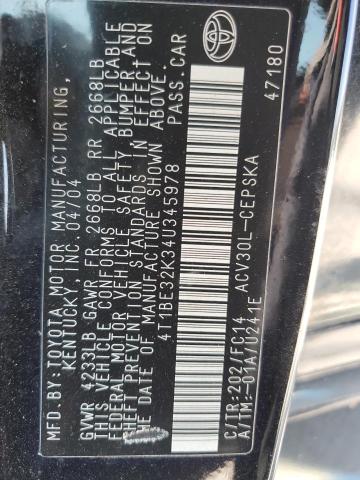 MFD.BY: TOYOTA MOTOR MANUFACTURING,
KENTUCKY, INC. 04/04
GVWR 4233LB GAWR FR 2668LB RR 2668LB
THIS VEHICLE CONFORMS TO ALL APPLICABLE
FEDERAL MOTOR VEHICLE SAFETY BUMPER, AND
THEFT PREVENTION STANDARDS IN EFFECT ON
THE DATE OF MANUFACTURE SHOWN ABOVE.
4T1BE32K34U345978 PASS.CAR
C/TR: 202/FC14 ACV30L-CEPSKA
A/TM: -01A/U241E
47180